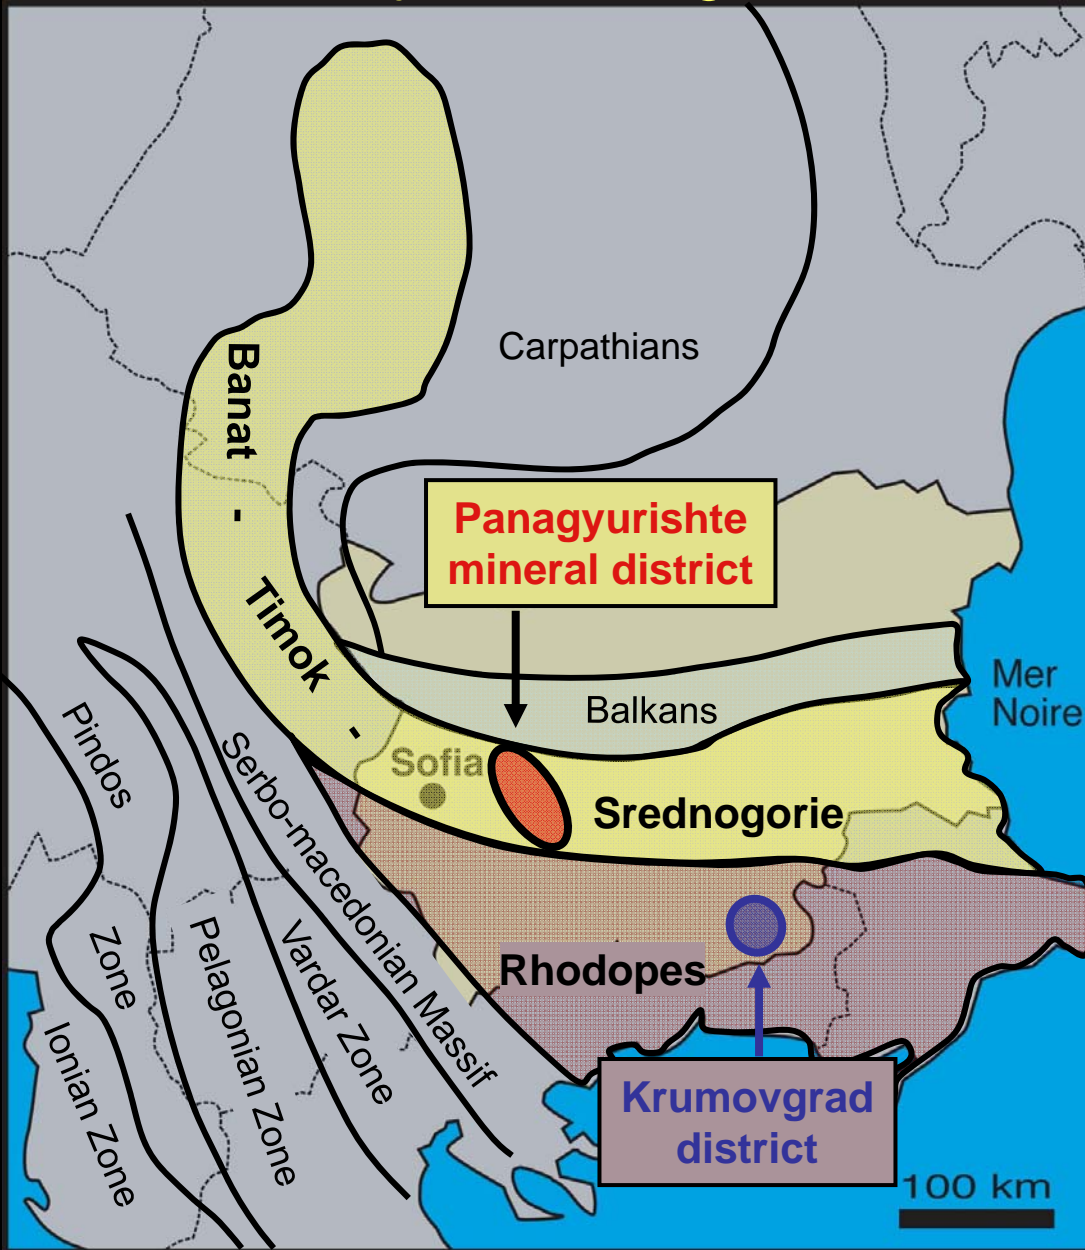 Carpathians
Banat - Timok -
Panagyurishte
mineral district
Mer
Noire
Balkans
Sofia
Srednogorie
Pindos
Zone
Serbo-macedonian Massif
Pelagonian Zone
Vardar Zone
Ionian Zone
Rhodopes
Krumovgrad
district
100 km